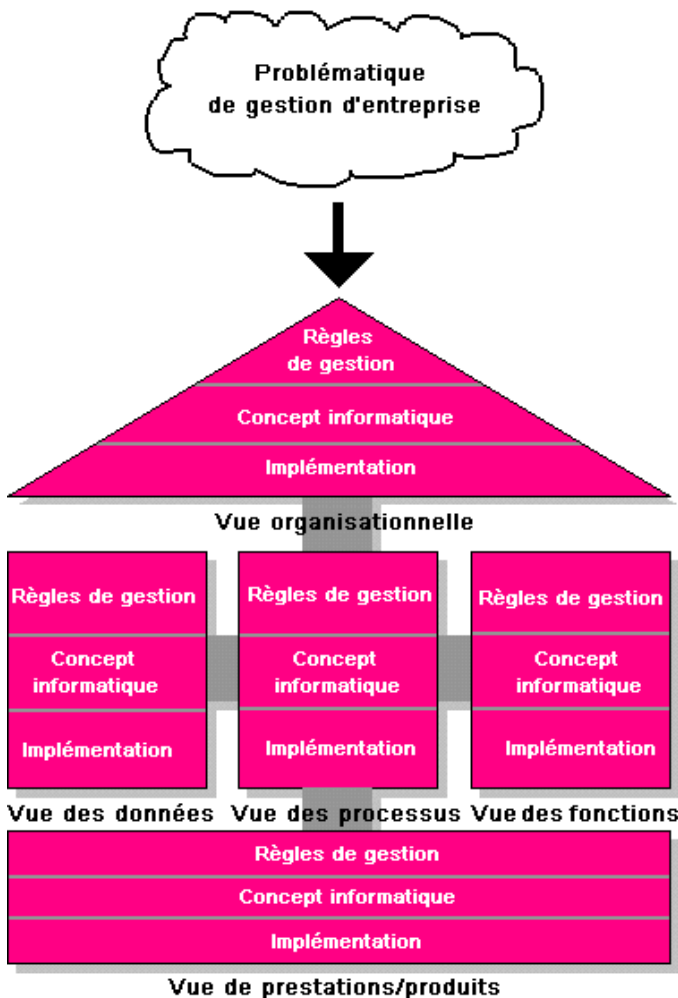 Problématique
de gestion d'entreprise
Règles
de gestion
Concept informatique
Implémentation
Vue organisationnelle
Règles de gestion
Concept
informatique
Implémentation
Vue des données
Règles de gestion
Concept
informatique
Implémentation
Vue des processus
Règles de gestion
Concept
informatique
Implémentation
Vue des fonctions
Règles de gestion
Concept informatique
Implémentation
Vue de prestations/produits